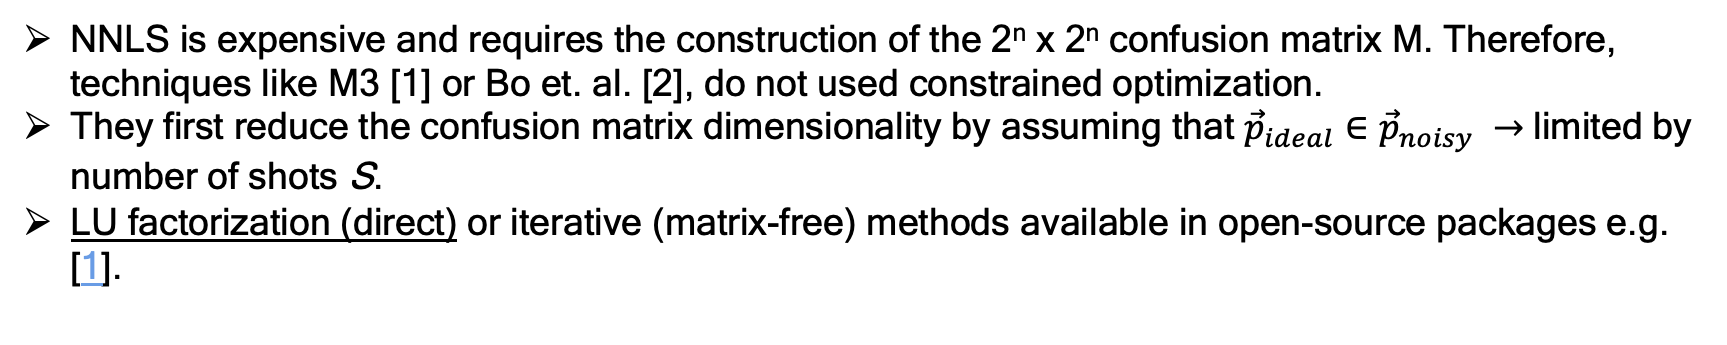 ➢ NNLS is expensive and requires the construction of the 2ⁿ x 2ⁿ confusion matrix M. Therefore,
techniques like M3 [1] or Bo et. al. [2], do not used constrained optimization.
➢ They first reduce the confusion matrix dimensionality by assuming that p⃗_ideal ∈ p⃗_noisy → limited by
number of shots S.
➢ LU factorization (direct) or iterative (matrix-free) methods available in open-source packages e.g.
[1].